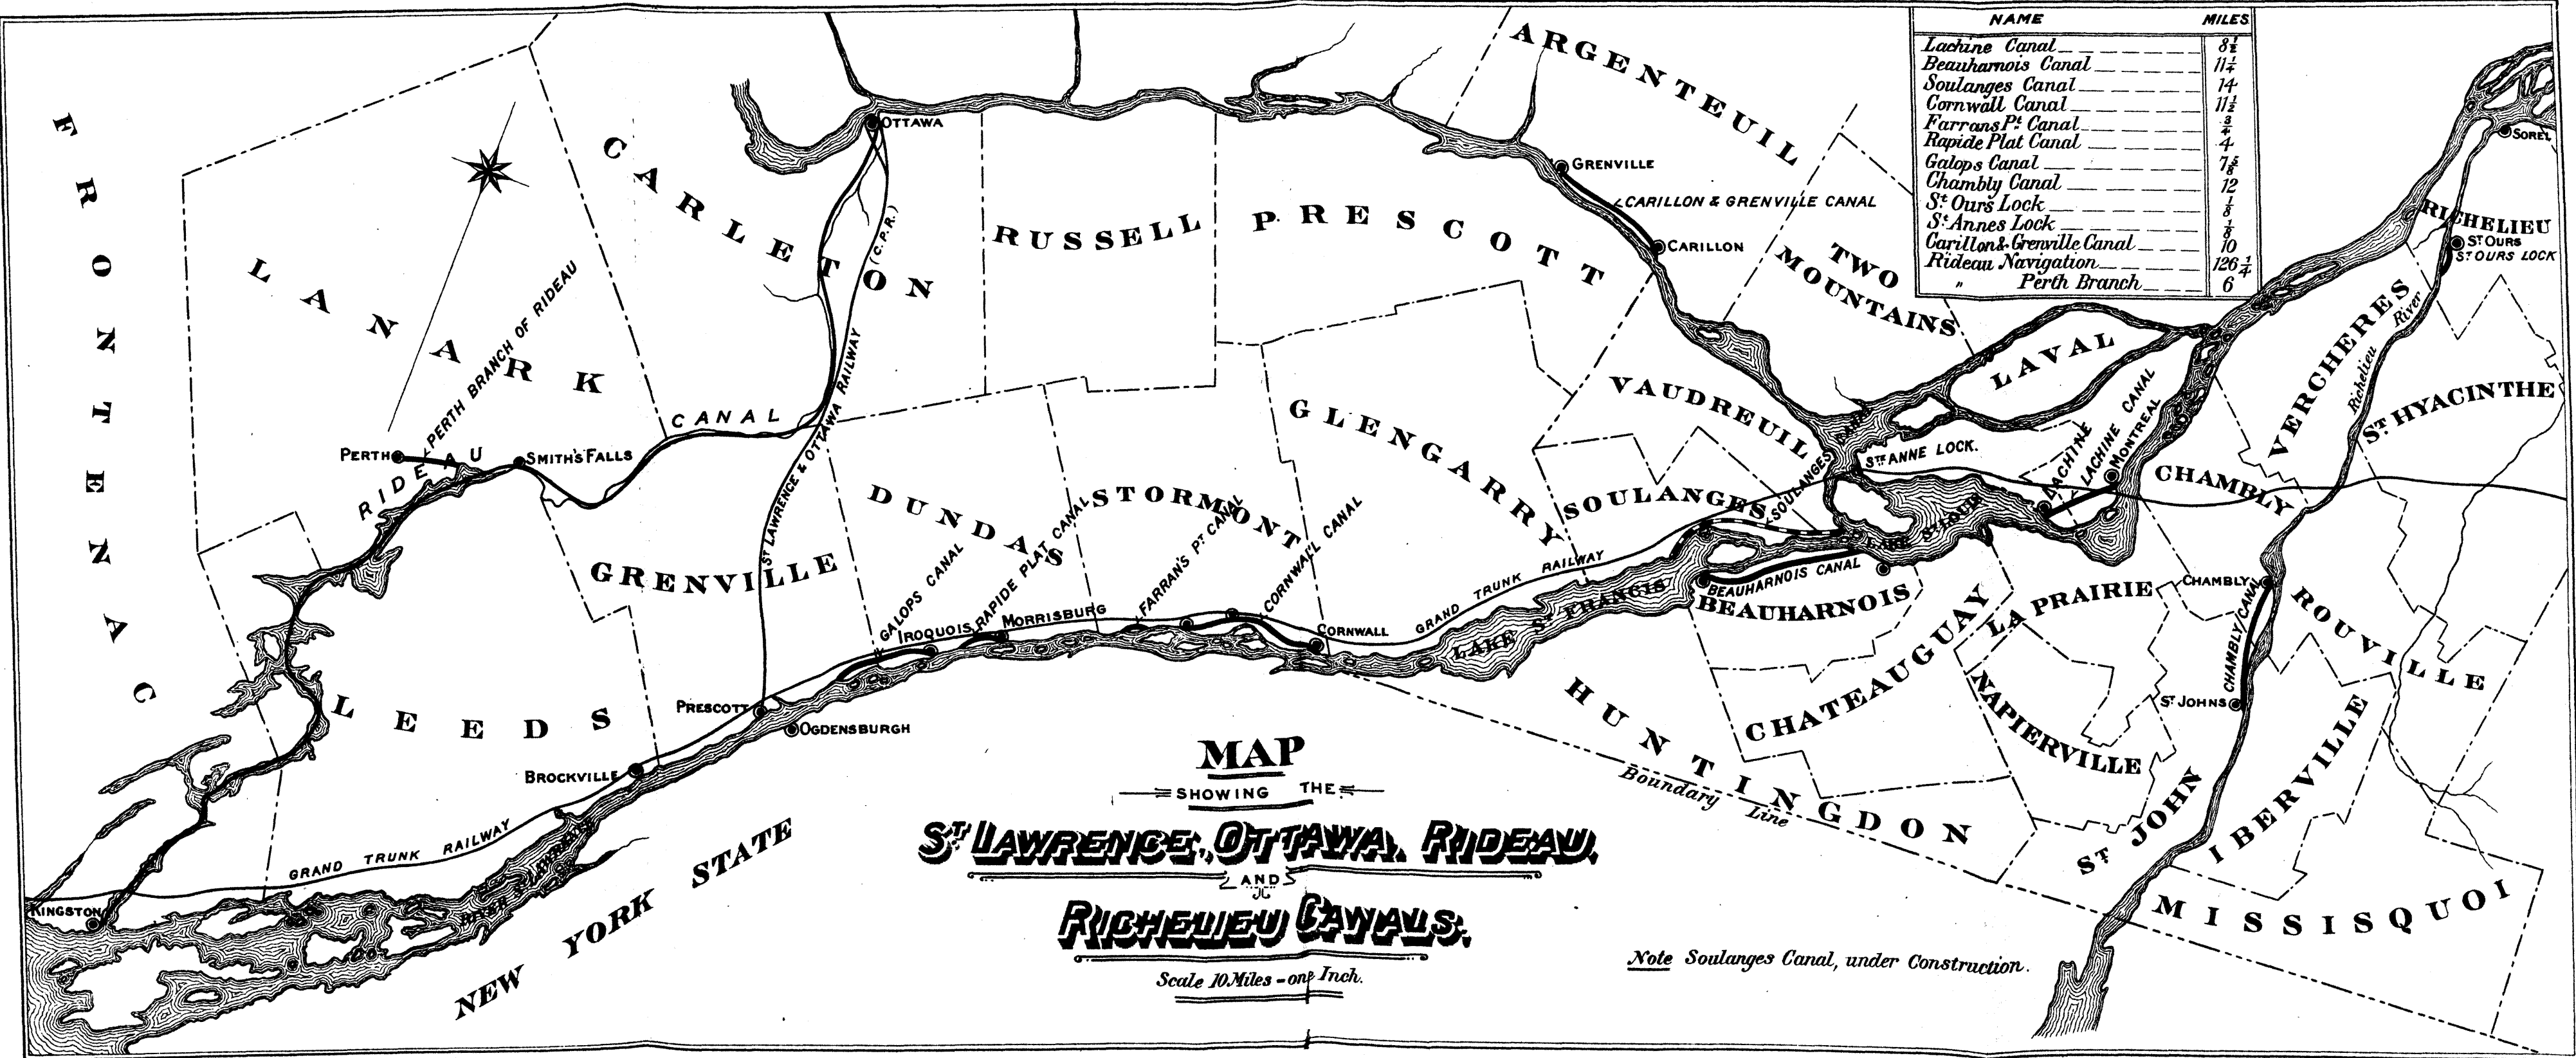 NAME MILES
Lachine Canal 8½
Beauharnois Canal 11¼
Soulanges Canal 14
Cornwall Canal 11½
Farrans Pt. Canal ¾
Rapide Plat Canal 4
Galops Canal 7⅝
Chambly Canal 12
St. Ours Lock ⅛
St. Annes Lock ⅛
Carillon & Grenville Canal 10
Rideau Navigation 126¼
" Perth Branch 6
ARGENTEUIL
FRONTENAC
CARLETON
OTTAWA
SOREL
GRENVILLE
CARILLON & GRENVILLE CANAL
CARILLON
RICHELIEU
ST OURS
ST OURS LOCK
LANARK
RUSSELL
PRESCOTT
(C.P.R.)
TWO
MOUNTAINS
LAVAL
VERCHERES
Richelieu River
ST HYACINTHE
PERTH BRANCH OF RIDEAU
RIDEAU CANAL
PERTH
SMITH'S FALLS
ST LAWRENCE & OTTAWA RAILWAY
GLENGARRY
VAUDREUIL
STE ANNE LOCK.
LACHINE
LACHINE CANAL
MONTREAL
CHAMBLY
DUNDAS
STORMONT
SOULANGES
SOULANGES
LAKE ST LOUIS
GRENVILLE
GALOPS CANAL
RAPIDE PLAT CANAL
FARRAN'S PT CANAL
CORNWALL CANAL
GRAND TRUNK RAILWAY
LAKE ST FRANCIS
BEAUHARNOIS CANAL
BEAUHARNOIS
CHATEAUGUAY
LA PRAIRIE
CHAMBLY
CHAMBLY CANAL
ROUVILLE
IROQUOIS
MORRISBURG
CORNWALL
LEEDS
PRESCOTT
OGDENSBURGH
BROCKVILLE
HUNTINGDON
NAPIERVILLE
ST JOHNS
ST JOHN
IBERVILLE
MISSISQUOI
Boundary Line
GRAND TRUNK RAILWAY
KINGSTON
RIVER ST LAWRENCE
NEW YORK STATE
MAP
SHOWING THE
ST LAWRENCE, OTTAWA, RIDEAU,
AND
RICHELIEU CANALS.
Scale 10 Miles - one Inch.
Note Soulanges Canal, under Construction.